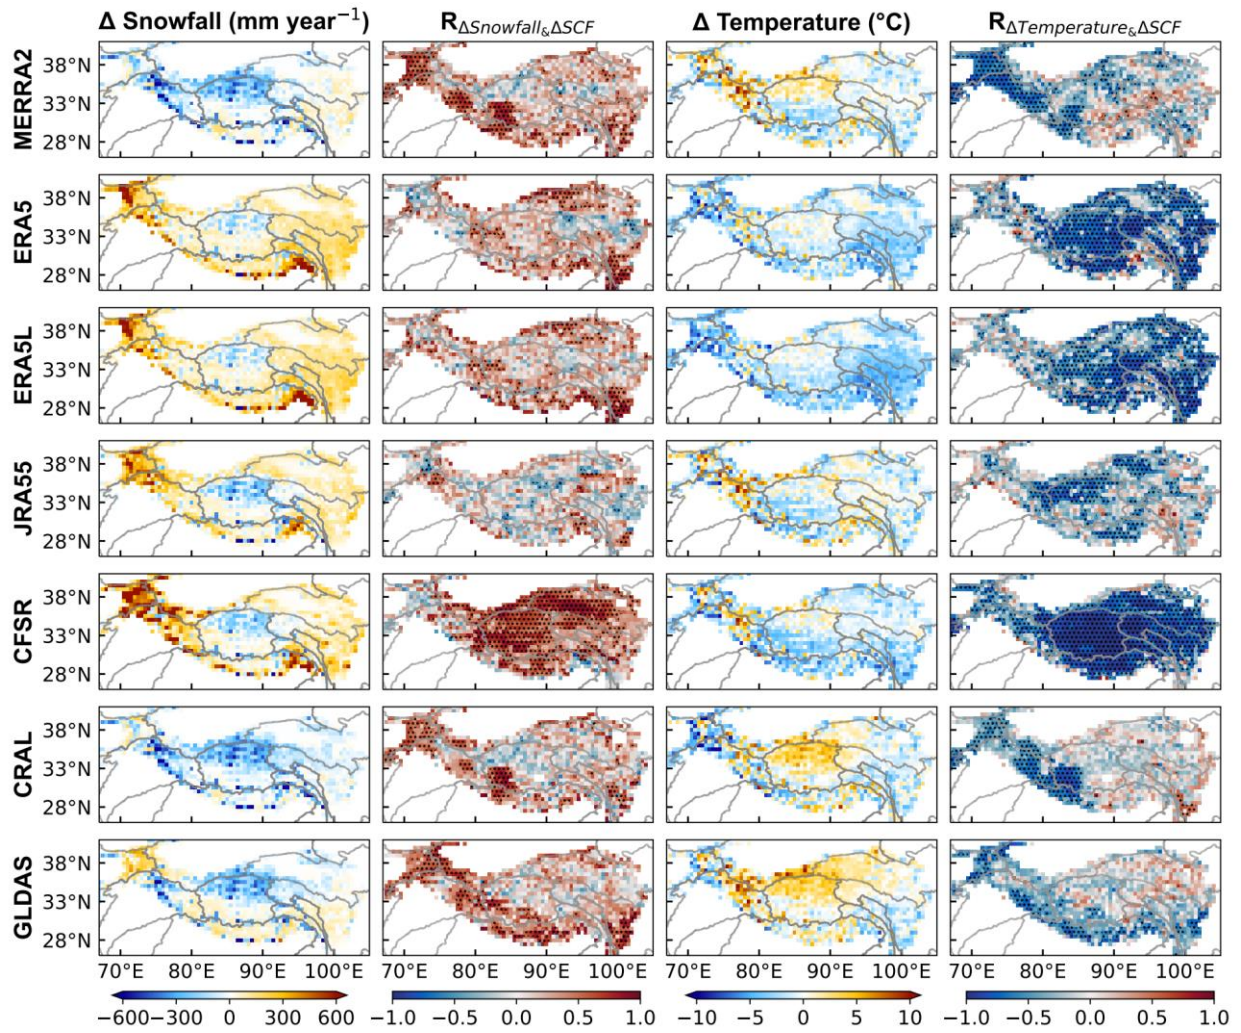 Δ Snowfall (mm year⁻¹) R ΔSnowfall&ΔSCF Δ Temperature (°C) R ΔTemperature&ΔSCF
MERRA2
38°N
33°N
28°N
ERA5
38°N
33°N
28°N
ERA5L
38°N
33°N
28°N
JRA55
38°N
33°N
28°N
CFSR
38°N
33°N
28°N
CRAL
38°N
33°N
28°N
GLDAS
38°N
33°N
28°N
70°E 80°E 90°E 100°E 70°E 80°E 90°E 100°E 70°E 80°E 90°E 100°E 70°E 80°E 90°E 100°E
−600 −300 0 300 600 −1.0 −0.5 0.0 0.5 1.0 −10 −5 0 5 10 −1.0 −0.5 0.0 0.5 1.0